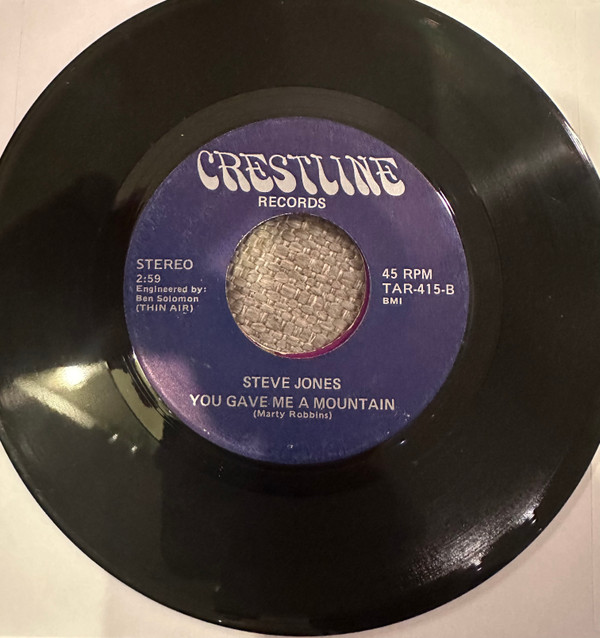 CRESTLINE
RECORDS
STEREO
2:59
Engineered by:
Ben Solomon
(THIN AIR)
45 RPM
TAR-415-B
BMI
STEVE JONES
YOU GAVE ME A MOUNTAIN
(Marty Robbins)